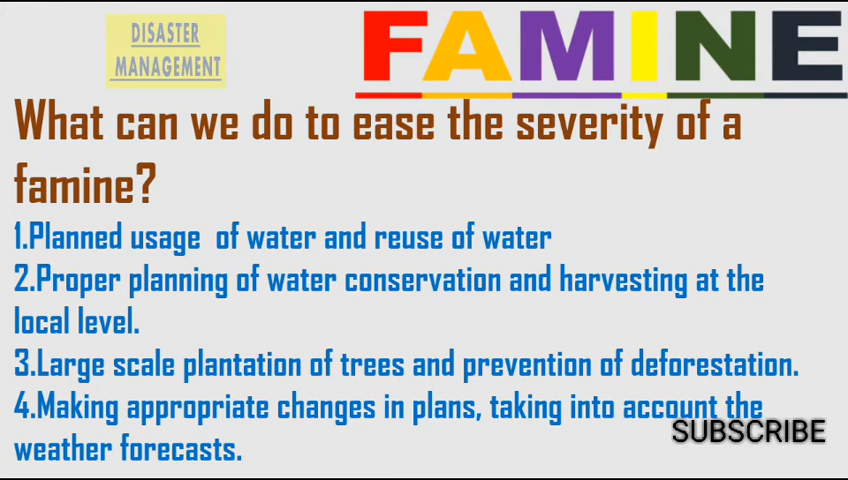 DISASTER
MANAGEMENT
FAMINE
What can we do to ease the severity of a
famine?
1.Planned usage of water and reuse of water
2.Proper planning of water conservation and harvesting at the
local level.
3.Large scale plantation of trees and prevention of deforestation.
4.Making appropriate changes in plans, taking into account the
weather forecasts.
SUBSCRIBE